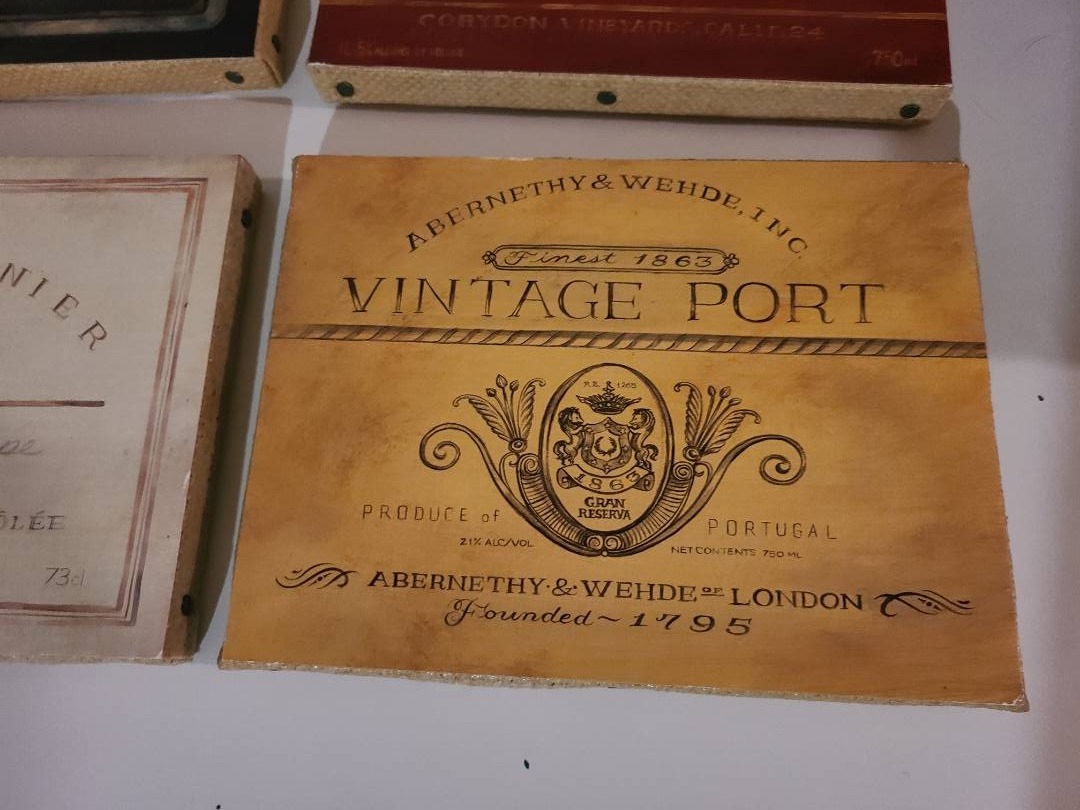 CORYDON VINEYARDS, CALIF. 24
750ml
ABERNETHY & WEHDE, INC.
Finest 1863
VINTAGE PORT
R.E. 1265
1863
GRAN
RESERVA
PRODUCE of PORTUGAL
21% ALC/VOL NET CONTENTS 750 ML
ABERNETHY·&·WEHDE OF LONDON
Founded ~ 1795
NIER
ÔLÉE
73cl